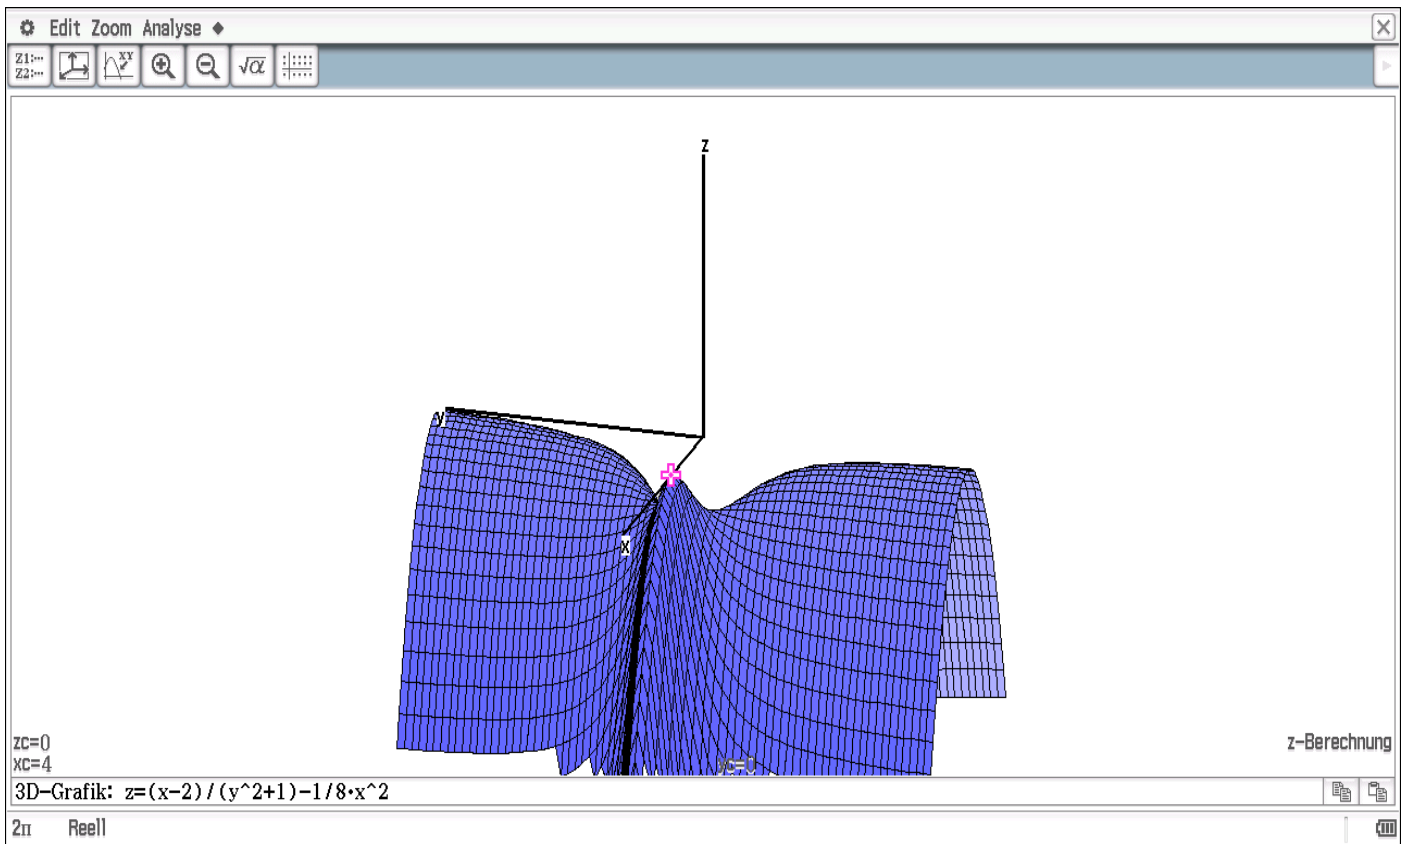 Edit Zoom Analyse
Z1:… XY
Z2:… √α
z
y
x
zc=0
z-Berechnung
xc=4
yc=0
3D-Grafik: z=(x-2)/(y^2+1)-1/8·x^2
2π Reell